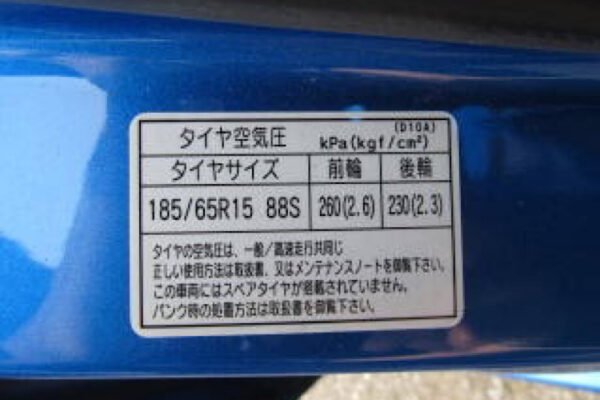 (D10A)
タイヤ空気圧 kPa(kgf/cm²)
タイヤサイズ 前輪 後輪
185/65R15 88S 260(2.6) 230(2.3)
タイヤの空気圧は、一般/高速走行共同じ
正しい使用方法は取扱書、又はメンテナンスノートを御覧下さい。
この車両にはスペアタイヤが搭載されていません。
パンク時の処置方法は取扱書を御覧下さい。